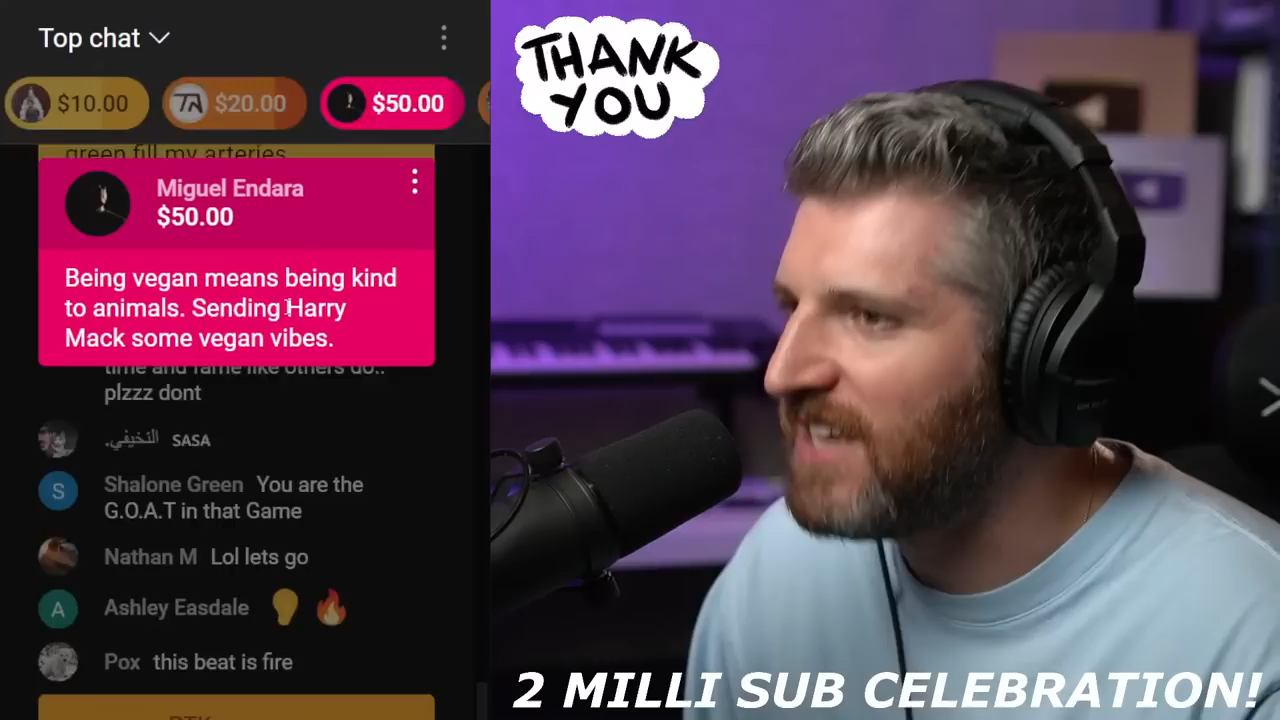 Top chat
$10.00
$20.00
$50.00
THANK
YOU
green fill my arteries
Miguel Endara
$50.00
Being vegan means being kind
to animals. Sending Harry
Mack some vegan vibes.
time and fame like others do..
plzzz dont
التخيفي. SASA
S
Shalone Green You are the
G.O.A.T in that Game
Nathan M Lol lets go
A
Ashley Easdale
Pox this beat is fire
2 MILLI SUB CELEBRATION!